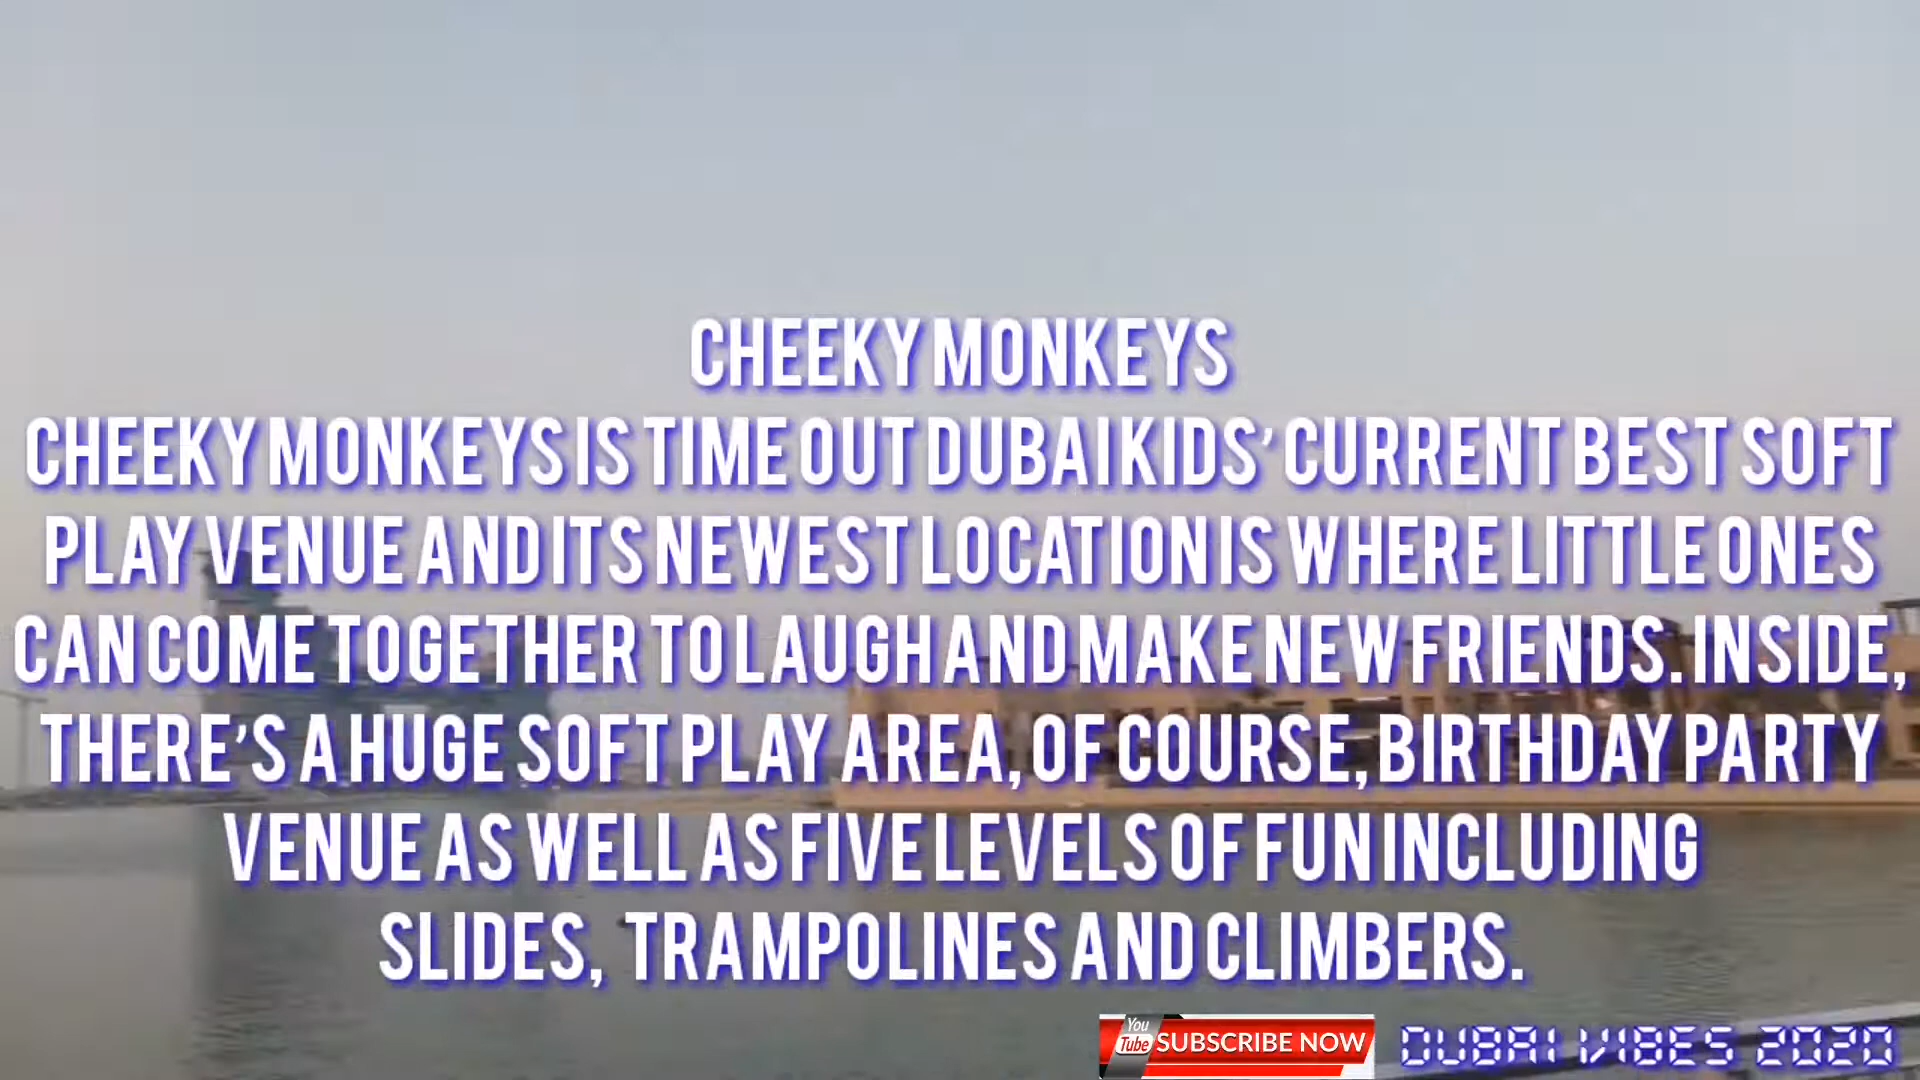 CHEEKY MONKEYS
CHEEKY MONKEYS IS TIME OUT DUBAI KIDS' CURRENT BEST SOFT
PLAY VENUE AND ITS NEWEST LOCATION IS WHERE LITTLE ONES
CAN COME TOGETHER TO LAUGH AND MAKE NEW FRIENDS. INSIDE,
THERE'S A HUGE SOFT PLAY AREA, OF COURSE, BIRTHDAY PARTY
VENUE AS WELL AS FIVE LEVELS OF FUN INCLUDING
SLIDES, TRAMPOLINES AND CLIMBERS.
You Tube SUBSCRIBE NOW DUBAI VIBES 2020